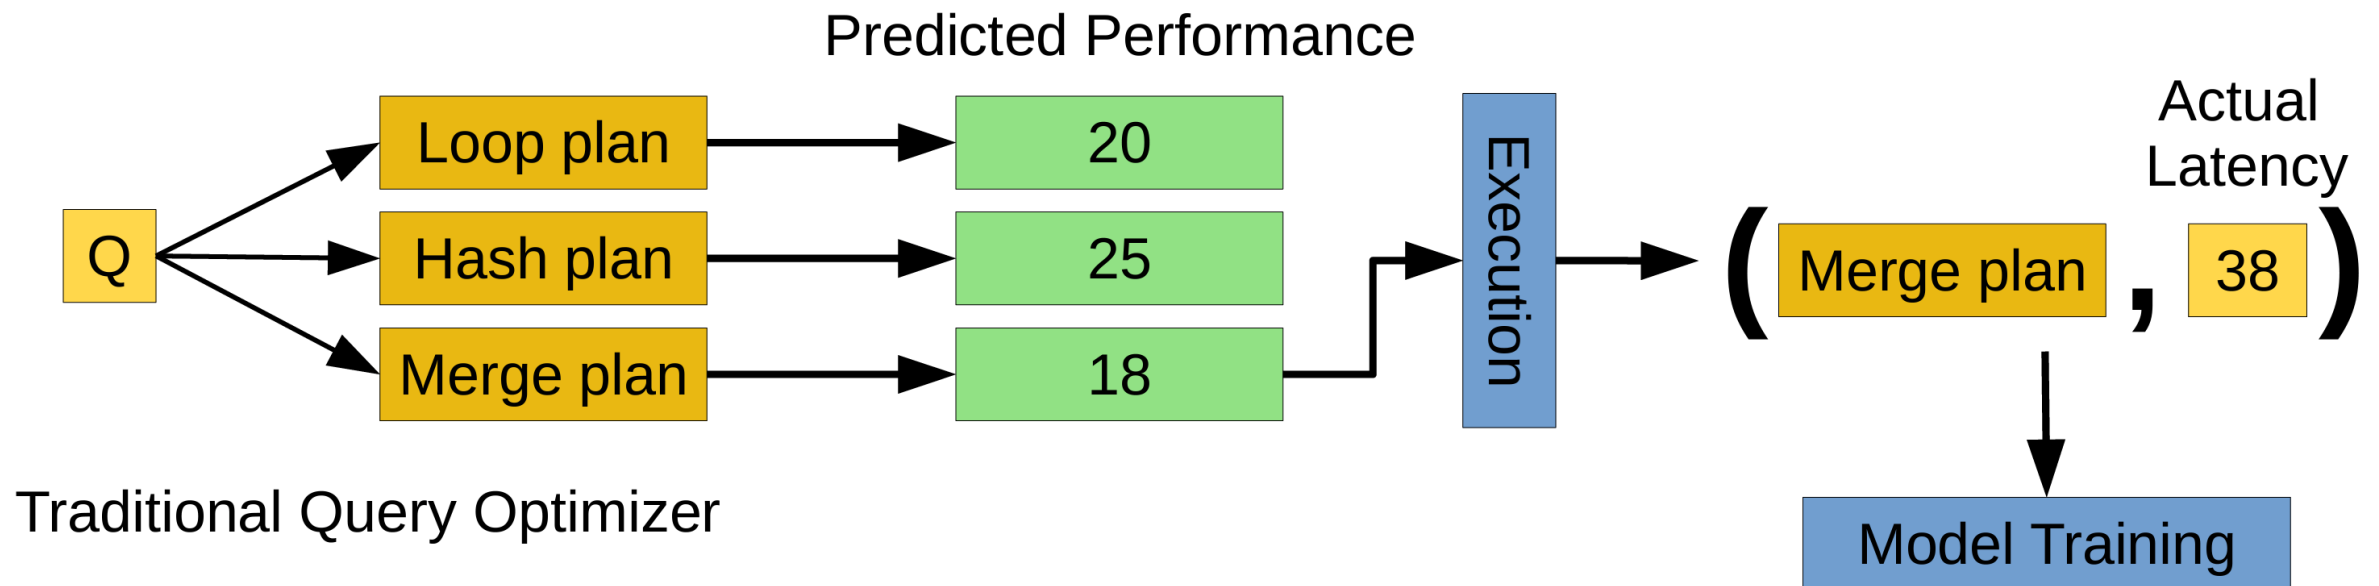 Predicted Performance
Loop plan
20
Hash plan
25
Merge plan
18
Q
Traditional Query Optimizer
Execution
Actual
Latency
( Merge plan , 38 )
Model Training